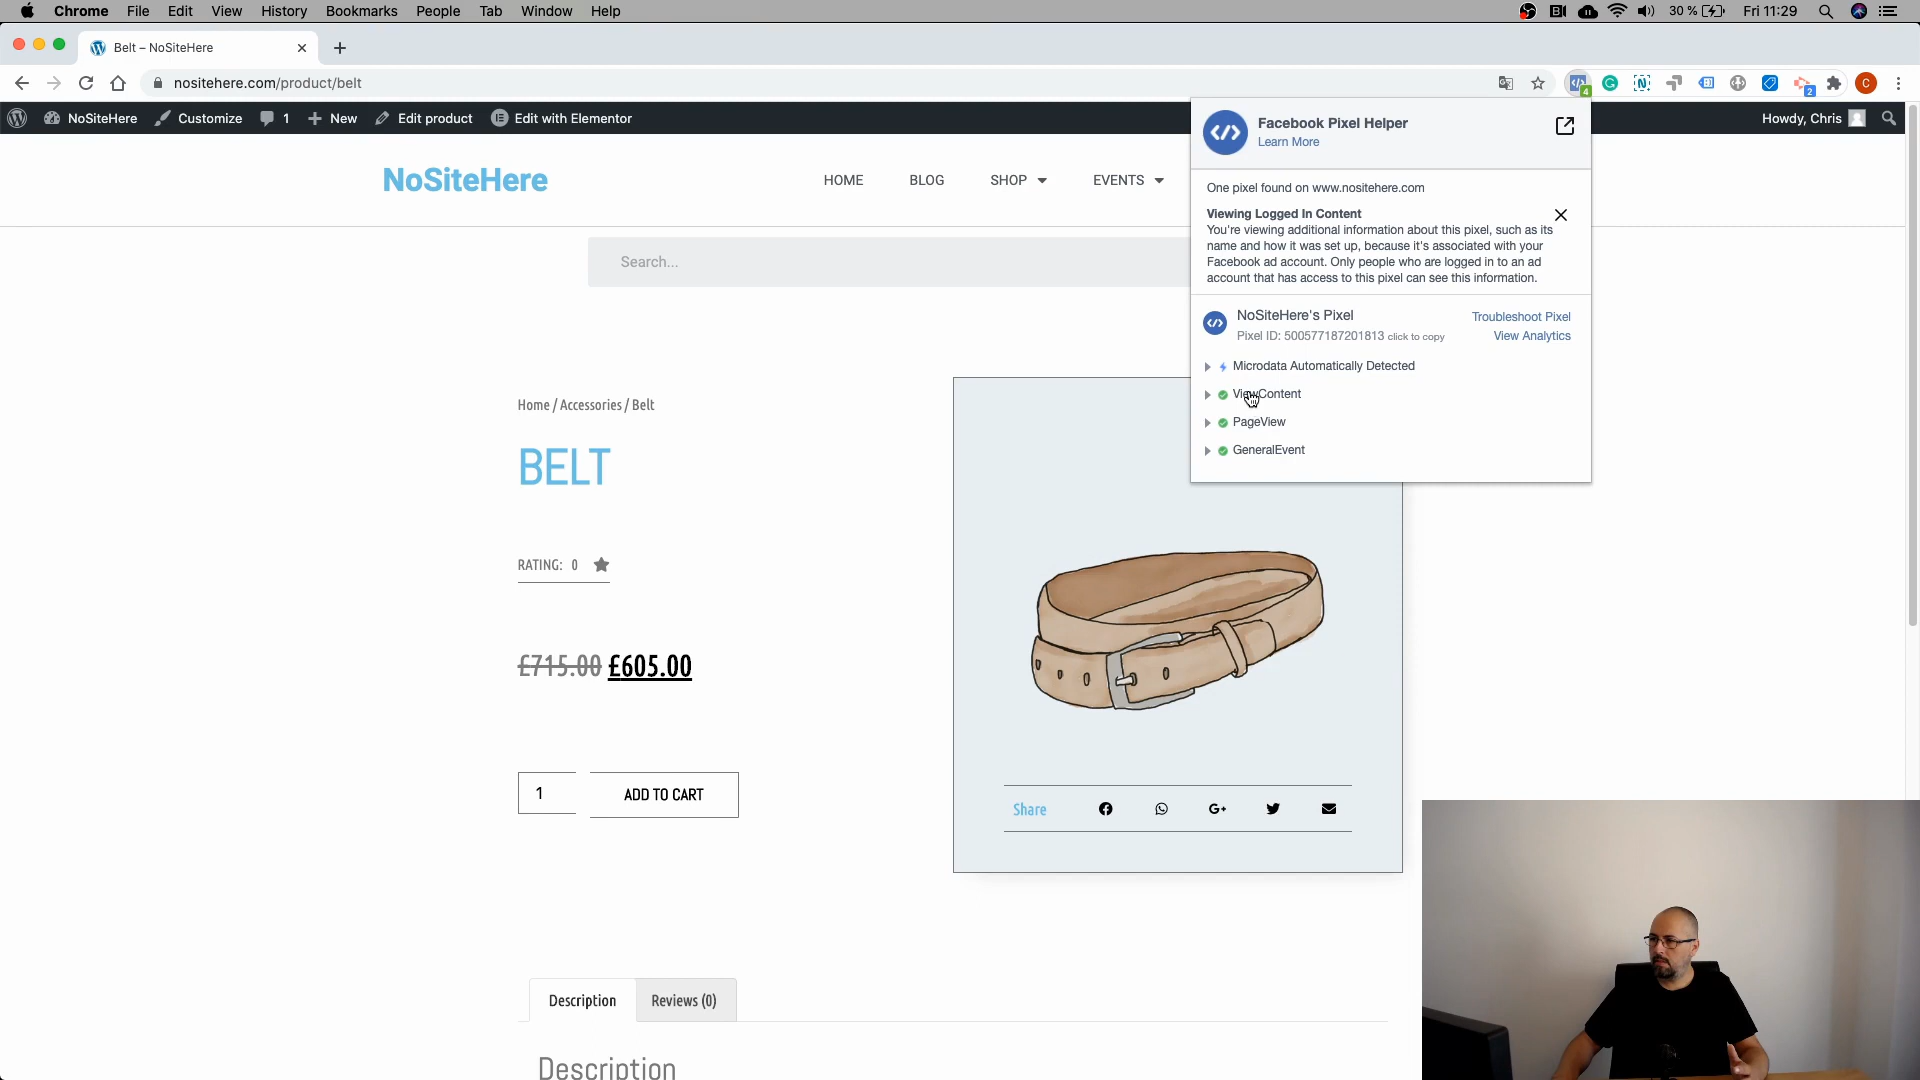 Chrome File Edit View History Bookmarks People Tab Window Help
30 % Fri 11:29
Belt – NoSiteHere
nositehere.com/product/belt
4
2
C
NoSiteHere Customize 1 New Edit product Edit with Elementor
Howdy, Chris
NoSiteHere
HOME BLOG SHOP EVENTS
Search...
Facebook Pixel Helper
Learn More
One pixel found on www.nositehere.com
Viewing Logged In Content
You're viewing additional information about this pixel, such as its
name and how it was set up, because it's associated with your
Facebook ad account. Only people who are logged in to an ad
account that has access to this pixel can see this information.
NoSiteHere's Pixel
Troubleshoot Pixel
Pixel ID: 500577187201813 click to copy
View Analytics
Microdata Automatically Detected
ViewContent
PageView
GeneralEvent
Home / Accessories / Belt
BELT
RATING: 0
£715.00 £605.00
1
ADD TO CART
Share
Description
Reviews (0)
Description